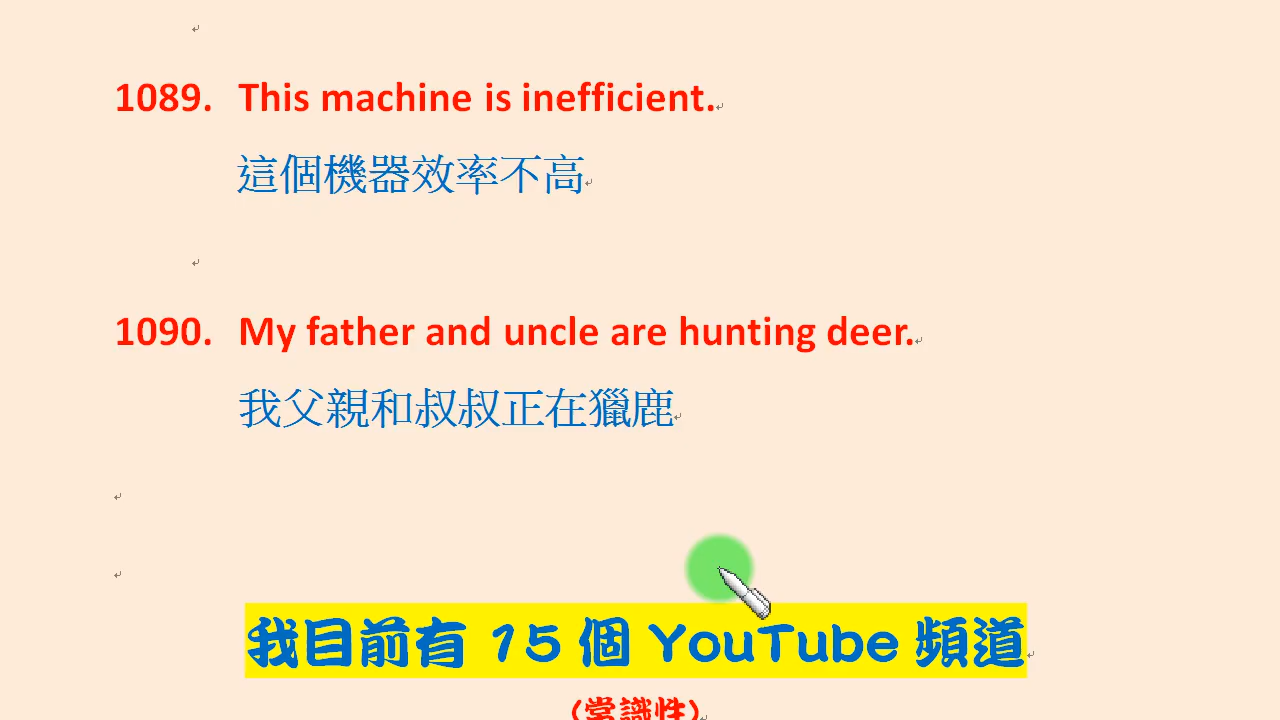 1089. This machine is inefficient.
這個機器效率不高
1090. My father and uncle are hunting deer.
我父親和叔叔正在獵鹿
我目前有 15 個 YouTube 頻道
(常識性)